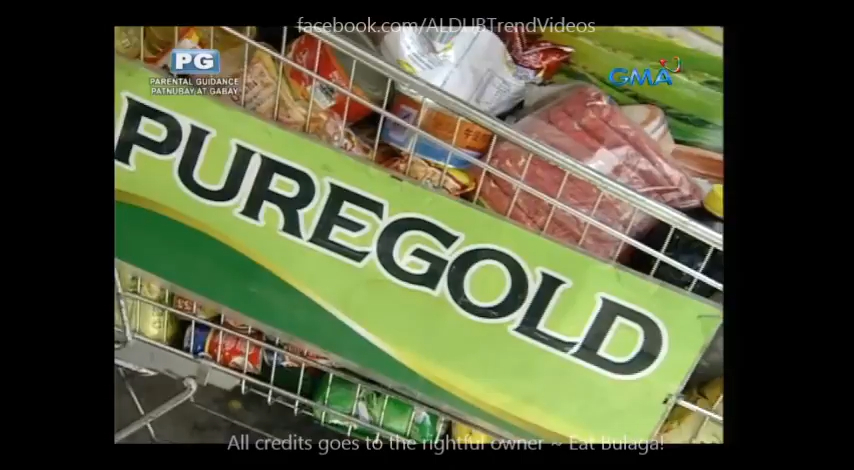 facebook.com/ALDUBTrendVideos
PG
PARENTAL GUIDANCE
PATNUBAY AT GABAY
GMA
PUREGOLD
All credits goes to the rightful owner ~ Eat Bulaga!